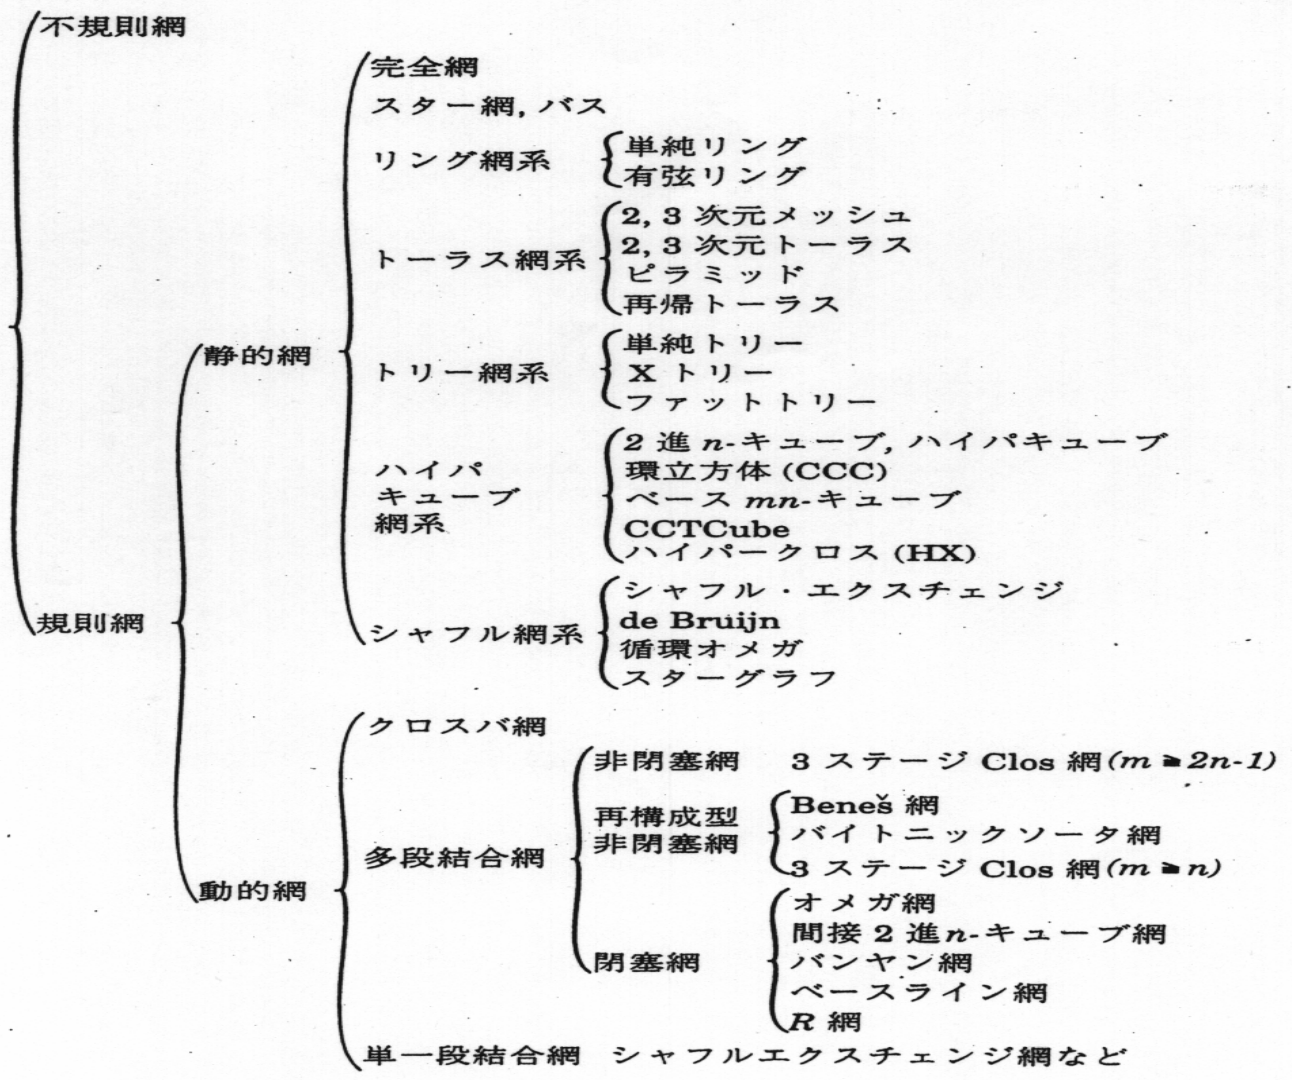 不規則網
完全網
スター網, バス
リング網系
単純リング
有弦リング
トーラス網系
2, 3 次元メッシュ
2, 3 次元トーラス
ピラミッド
再帰トーラス
静的網
トリー網系
単純トリー
X トリー
ファットトリー
ハイパ
キューブ
網系
2 進 n-キューブ, ハイパキューブ
環立方体 (CCC)
ベース mn-キューブ
CCTCube
ハイパークロス (HX)
規則網
シャフル網系
シャフル・エクスチェンジ
de Bruijn
循環オメガ
スターグラフ
動的網
クロスバ網
多段結合網
非閉塞網 3 ステージ Clos 網(m ≧ 2n-1)
再構成型
非閉塞網
Beneš 網
バイトニックソータ網
3 ステージ Clos 網(m ≧ n)
閉塞網
オメガ網
間接 2 進n-キューブ網
バンヤン網
ベースライン網
R 網
単一段結合網 シャフルエクスチェンジ網など